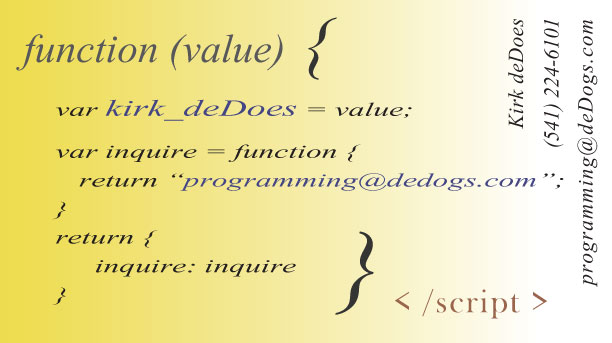 function (value) {
var kirk_deDoes = value;
var inquire = function {
return “programming@dedogs.com”;
}
return {
inquire: inquire
}
}
< /script >
Kirk deDoes
(541) 224-6101
programming@deDogs.com